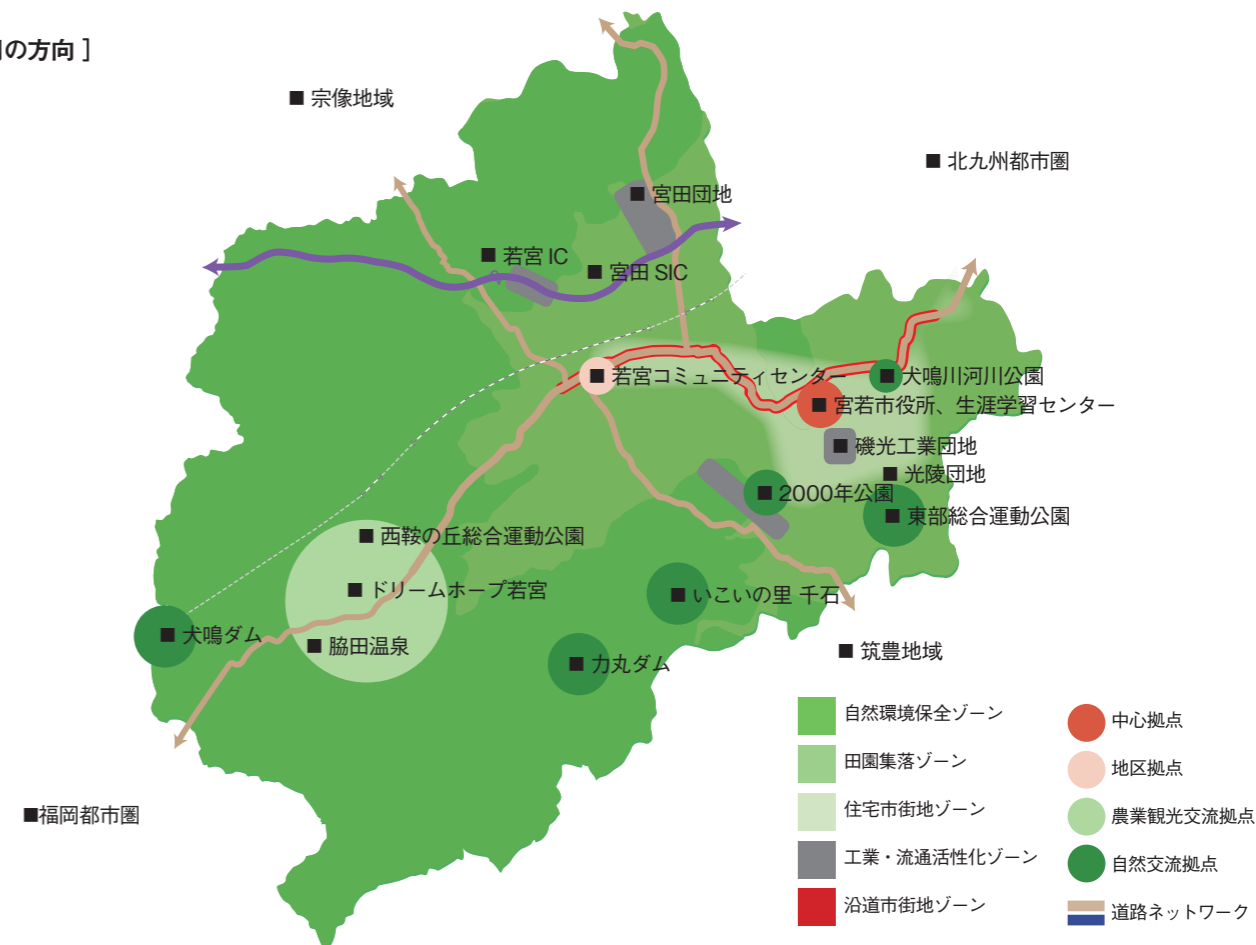 の方向 ]
■ 宗像地域
■ 北九州都市圏
■ 宮田団地
■ 若宮 IC
■ 宮田 SIC
■ 若宮コミュニティセンター
■ 犬鳴川河川公園
■ 宮若市役所、生涯学習センター
■ 磯光工業団地
■ 光陵団地
■ 2000年公園
■ 東部総合運動公園
■ 西鞍の丘総合運動公園
■ ドリームホープ若宮
■ いこいの里 千石
■ 犬鳴ダム
■ 脇田温泉
■ 力丸ダム
■ 筑豊地域
■福岡都市圏
自然環境保全ゾーン
田園集落ゾーン
住宅市街地ゾーン
工業・流通活性化ゾーン
沿道市街地ゾーン
中心拠点
地区拠点
農業観光交流拠点
自然交流拠点
道路ネットワーク